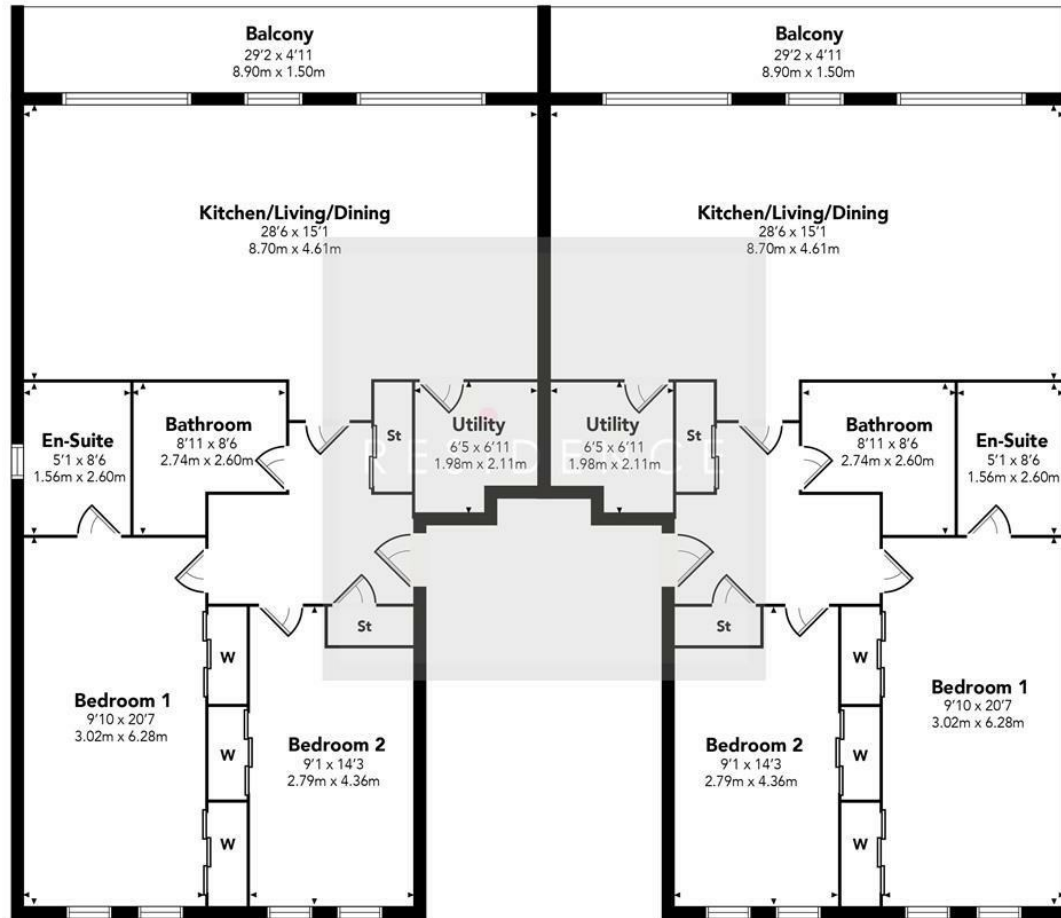 Balcony
29'2 x 4'11
8.90m x 1.50m
Balcony
29'2 x 4'11
8.90m x 1.50m
Kitchen/Living/Dining
28'6 x 15'1
8.70m x 4.61m
Kitchen/Living/Dining
28'6 x 15'1
8.70m x 4.61m
En-Suite
5'1 x 8'6
1.56m x 2.60m
Bathroom
8'11 x 8'6
2.74m x 2.60m
St
Utility
6'5 x 6'11
1.98m x 2.11m
Utility
6'5 x 6'11
1.98m x 2.11m
St
Bathroom
8'11 x 8'6
2.74m x 2.60m
En-Suite
5'1 x 8'6
1.56m x 2.60m
RESIDENCE
St
St
W
W
Bedroom 1
9'10 x 20'7
3.02m x 6.28m
Bedroom 2
9'1 x 14'3
2.79m x 4.36m
Bedroom 2
9'1 x 14'3
2.79m x 4.36m
Bedroom 1
9'10 x 20'7
3.02m x 6.28m
W
W
W
W